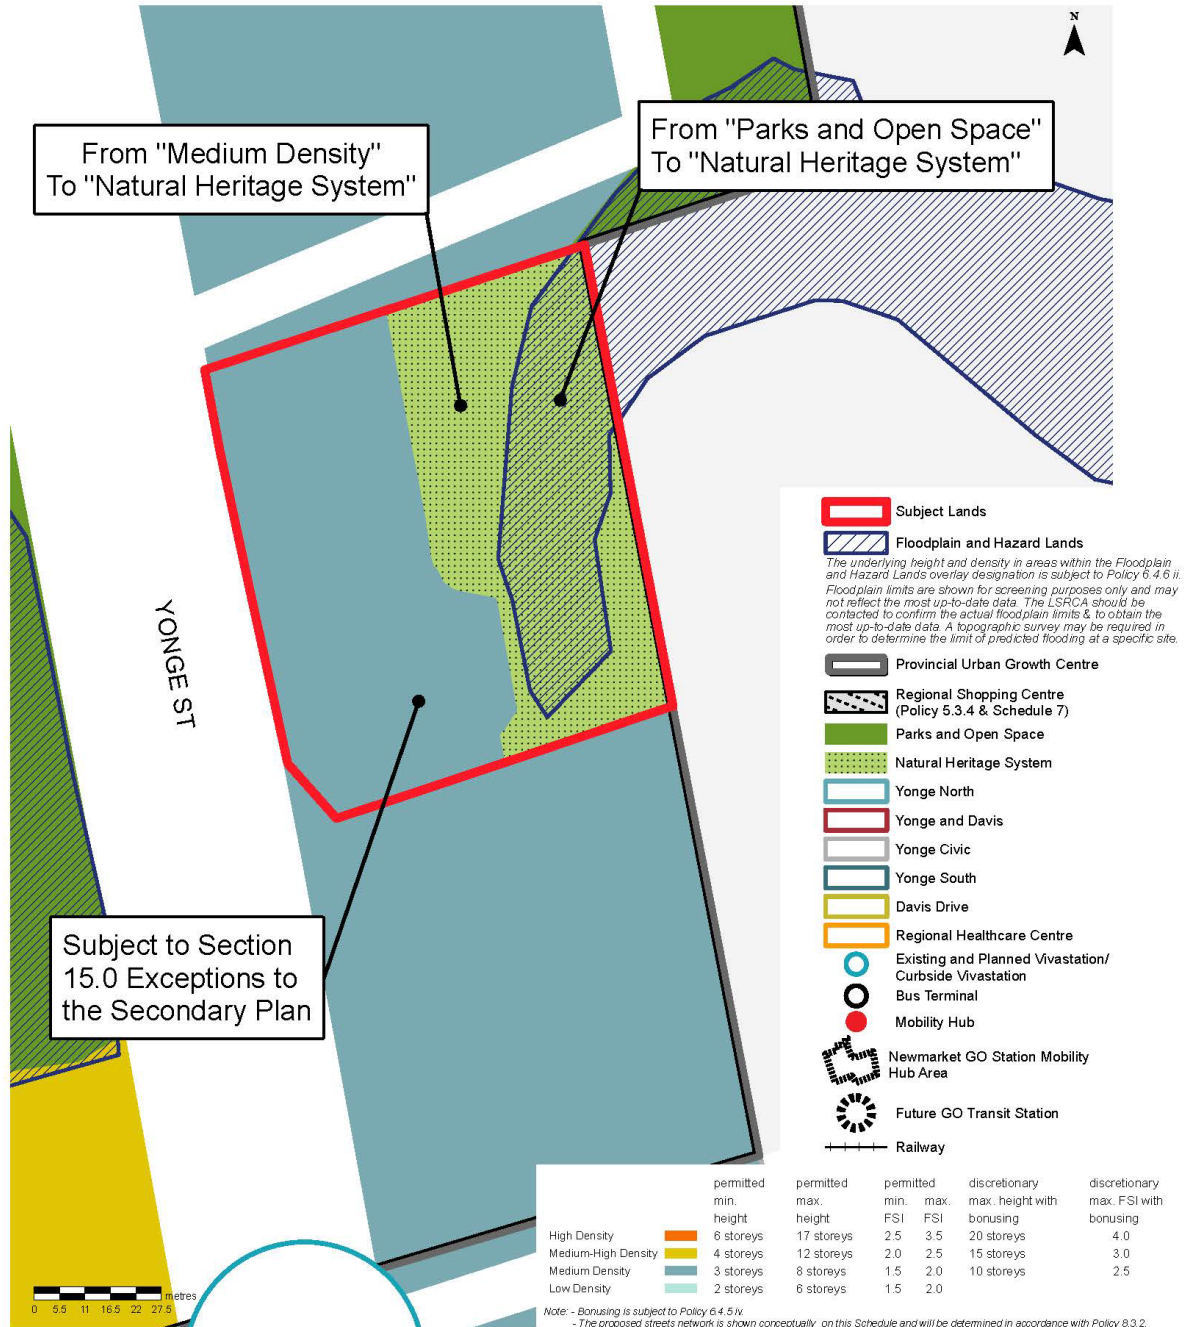 N
From "Medium Density"
To "Natural Heritage System"
From "Parks and Open Space"
To "Natural Heritage System"
YONGE ST
Subject to Section
15.0 Exceptions to
the Secondary Plan
Subject Lands
Floodplain and Hazard Lands
The underlying height and density in areas within the Floodplain
and Hazard Lands overlay designation is subject to Policy 6.4.6 ii.
Floodplain limits are shown for screening purposes only and may
not reflect the most up-to-date data. The LSRCA should be
contacted to confirm the actual floodplain limits & to obtain the
most up-to-date data. A topographic survey may be required in
order to determine the limit of predicted flooding at a specific site.
Provincial Urban Growth Centre
Regional Shopping Centre
(Policy 5.3.4 & Schedule 7)
Parks and Open Space
Natural Heritage System
Yonge North
Yonge and Davis
Yonge Civic
Yonge South
Davis Drive
Regional Healthcare Centre
Existing and Planned Vivastation/
Curbside Vivastation
Bus Terminal
Mobility Hub
Newmarket GO Station Mobility
Hub Area
Future GO Transit Station
Railway
permitted permitted permitted discretionary discretionary
min. max. min. max. max. height with max. FSI with
height height FSI FSI bonusing bonusing
High Density 6 storeys 17 storeys 2.5 3.5 20 storeys 4.0
Medium-High Density 4 storeys 12 storeys 2.0 2.5 15 storeys 3.0
Medium Density 3 storeys 8 storeys 1.5 2.0 10 storeys 2.5
Low Density 2 storeys 6 storeys 1.5 2.0
Note: - Bonusing is subject to Policy 6.4.5 iv.
- The proposed streets network is shown conceptually on this Schedule and will be determined in accordance with Policy 8.3.2.
metres
0 5.5 11 16.5 22 27.5